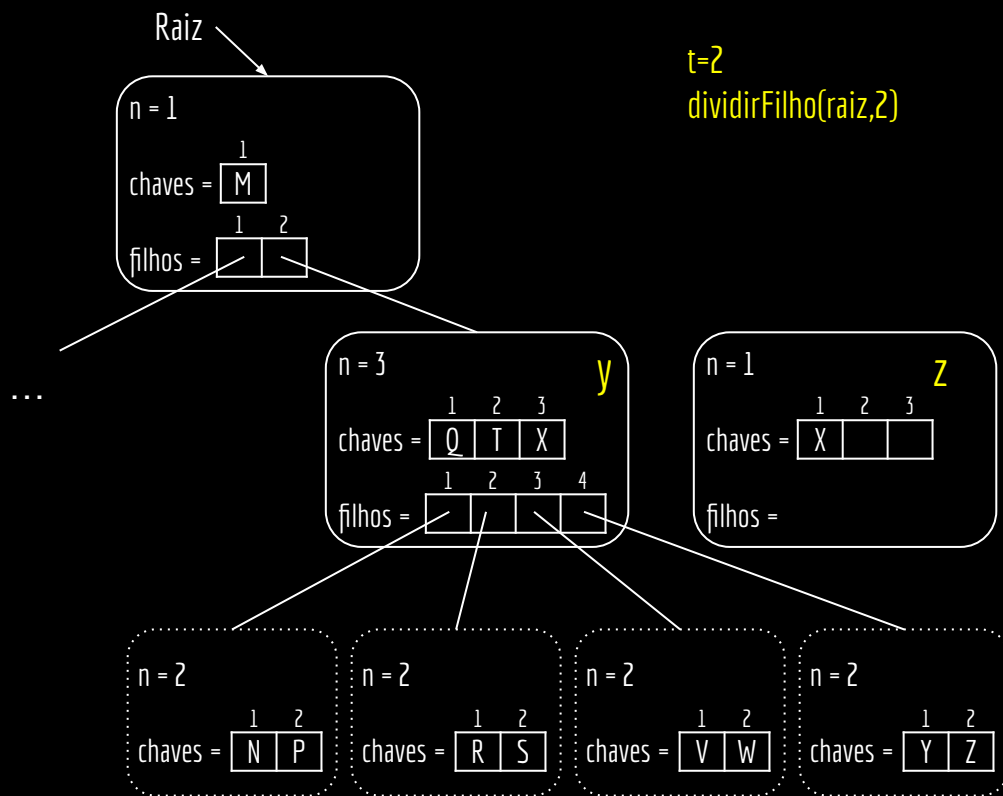 Raiz
t=2
dividirFilho(raiz,2)
n = 1
1
chaves = M
1 2
filhos =
...
n = 3
y
1 2 3
chaves = Q T X
1 2 3 4
filhos =
n = 1
z
1 2 3
chaves = X
filhos =
n = 2
1 2
chaves = N P
n = 2
1 2
chaves = R S
n = 2
1 2
chaves = V W
n = 2
1 2
chaves = Y Z